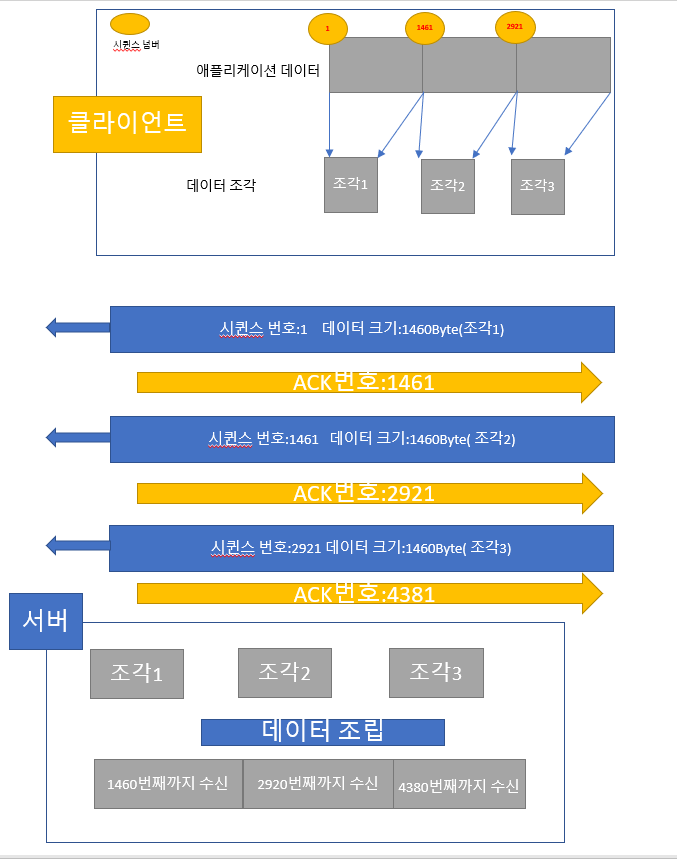 1
1461
2921
시퀀스 넘버
애플리케이션 데이터
클라이언트
데이터 조각
조각1
조각2
조각3
시퀀스 번호:1 데이터 크기:1460Byte(조각1)
ACK번호:1461
시퀀스 번호:1461 데이터 크기:1460Byte( 조각2)
ACK번호:2921
시퀀스 번호:2921 데이터 크기:1460Byte( 조각3)
ACK번호:4381
서버
조각1
조각2
조각3
데이터 조립
1460번째까지 수신
2920번째까지 수신
4380번째까지 수신